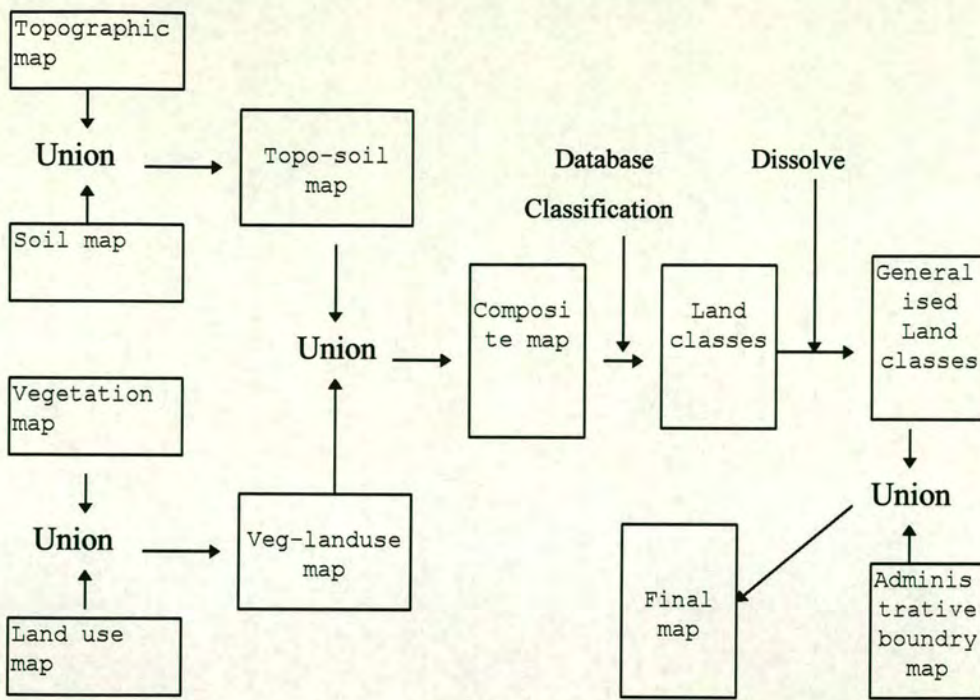 Topographic
map
Union
Soil map
Topo-soil
map
Vegetation
map
Union
Land use
map
Veg-landuse
map
Union
Composi
te map
Database
Classification
Land
classes
Dissolve
General
ised
Land
classes
Union
Adminis
trative
boundry
map
Final
map